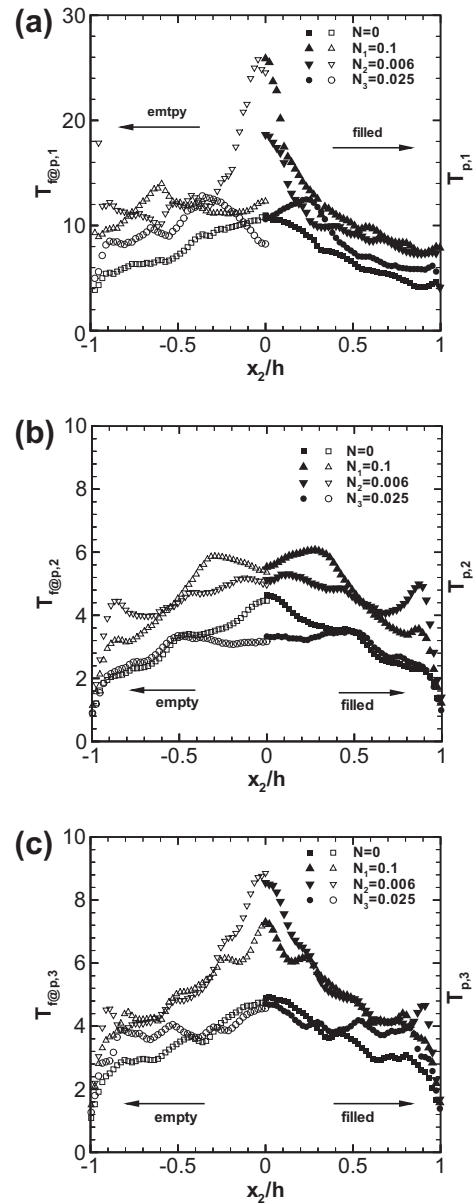 (a)
30
20
10
0
-1 -0.5 0 0.5 1
x2/h
Tf@p,1
Tp,1
N=0
N1=0.1
N2=0.006
N3=0.025
emtpy
filled
(b)
10
8
6
4
2
0
-1 -0.5 0 0.5 1
x2/h
Tf@p,2
Tp,2
N=0
N1=0.1
N2=0.006
N3=0.025
empty
filled
(c)
10
8
6
4
2
0
-1 -0.5 0 0.5 1
x2/h
Tf@p,3
Tp,3
N=0
N1=0.1
N2=0.006
N3=0.025
empty
filled